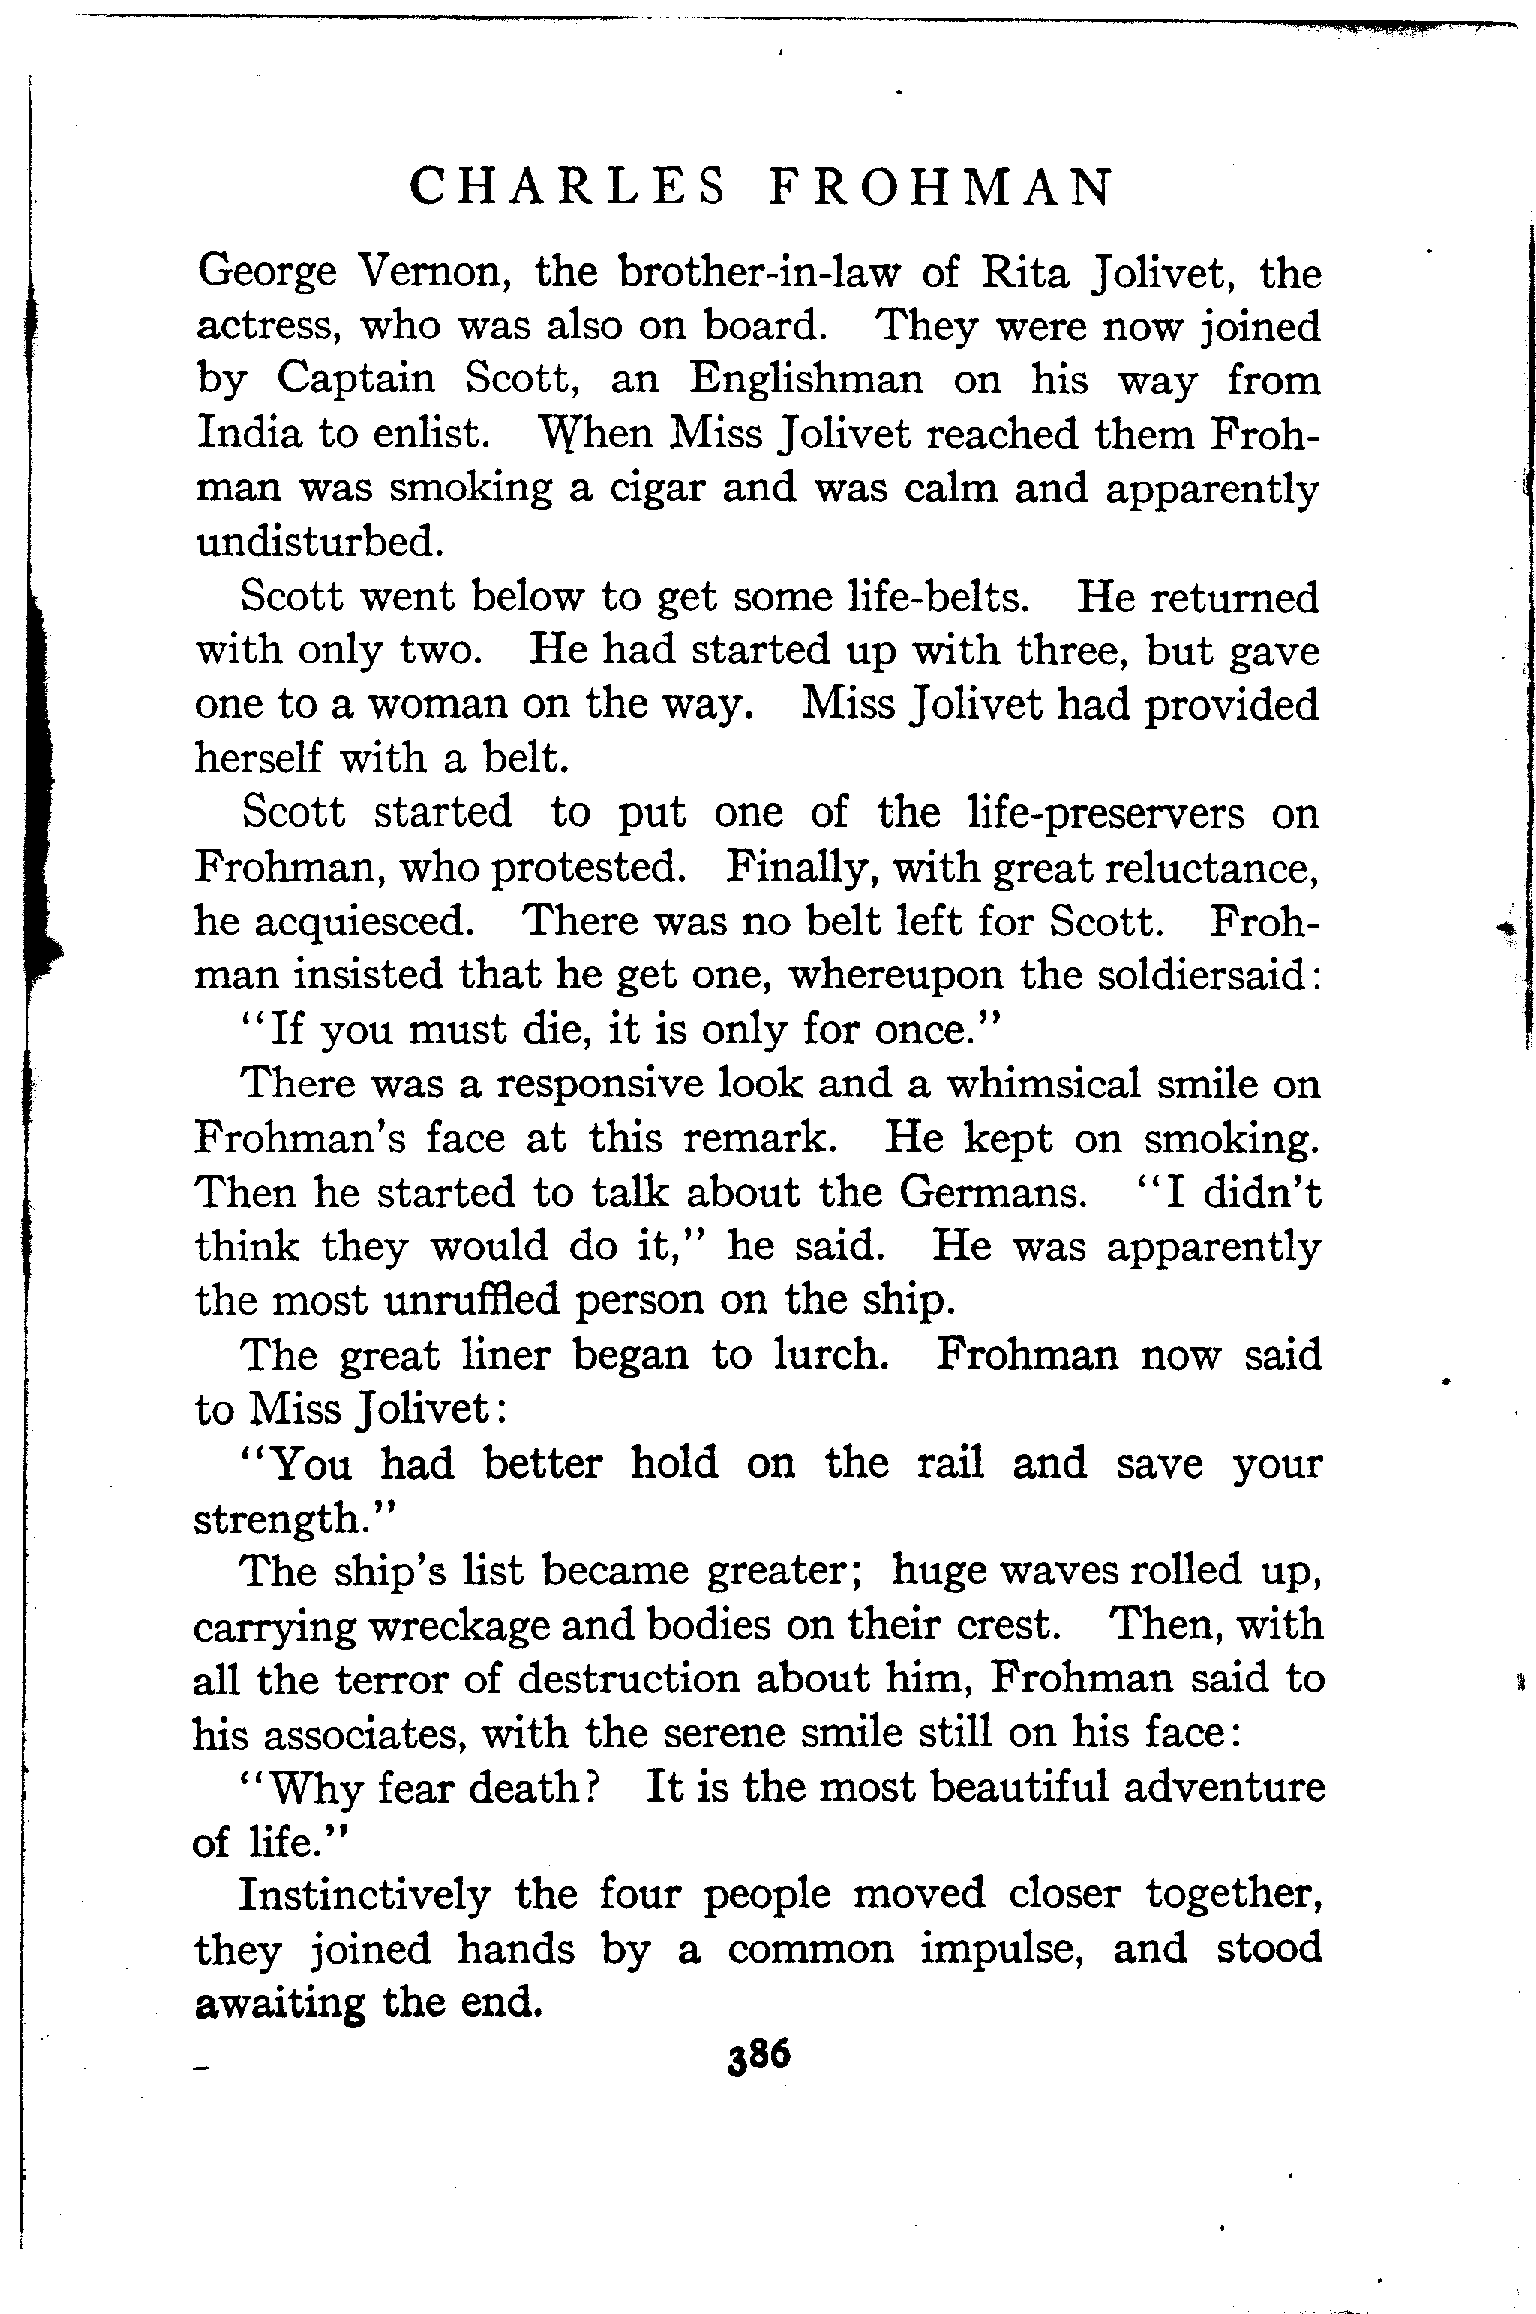 CHARLES FROHMAN
George Vernon, the brother-in-law of Rita Jolivet, the
actress, who was also on board. They were now joined
by Captain Scott, an Englishman on his way from
India to enlist. When Miss Jolivet reached them Froh-
man was smoking a cigar and was calm and apparently
undisturbed.
Scott went below to get some life-belts. He returned
with only two. He had started up with three, but gave
one to a woman on the way. Miss Jolivet had provided
herself with a belt.
Scott started to put one of the life-preservers on
Frohman, who protested. Finally, with great reluctance,
he acquiesced. There was no belt left for Scott. Froh-
man insisted that he get one, whereupon the soldiersaid:
"If you must die, it is only for once."
There was a responsive look and a whimsical smile on
Frohman's face at this remark. He kept on smoking.
Then he started to talk about the Germans. "I didn't
think they would do it," he said. He was apparently
the most unruffled person on the ship.
The great liner began to lurch. Frohman now said
to Miss Jolivet:
"You had better hold on the rail and save your
strength."
The ship's list became greater; huge waves rolled up,
carrying wreckage and bodies on their crest. Then, with
all the terror of destruction about him, Frohman said to
his associates, with the serene smile still on his face:
"Why fear death? It is the most beautiful adventure
of life."
Instinctively the four people moved closer together,
they joined hands by a common impulse, and stood
awaiting the end.
386